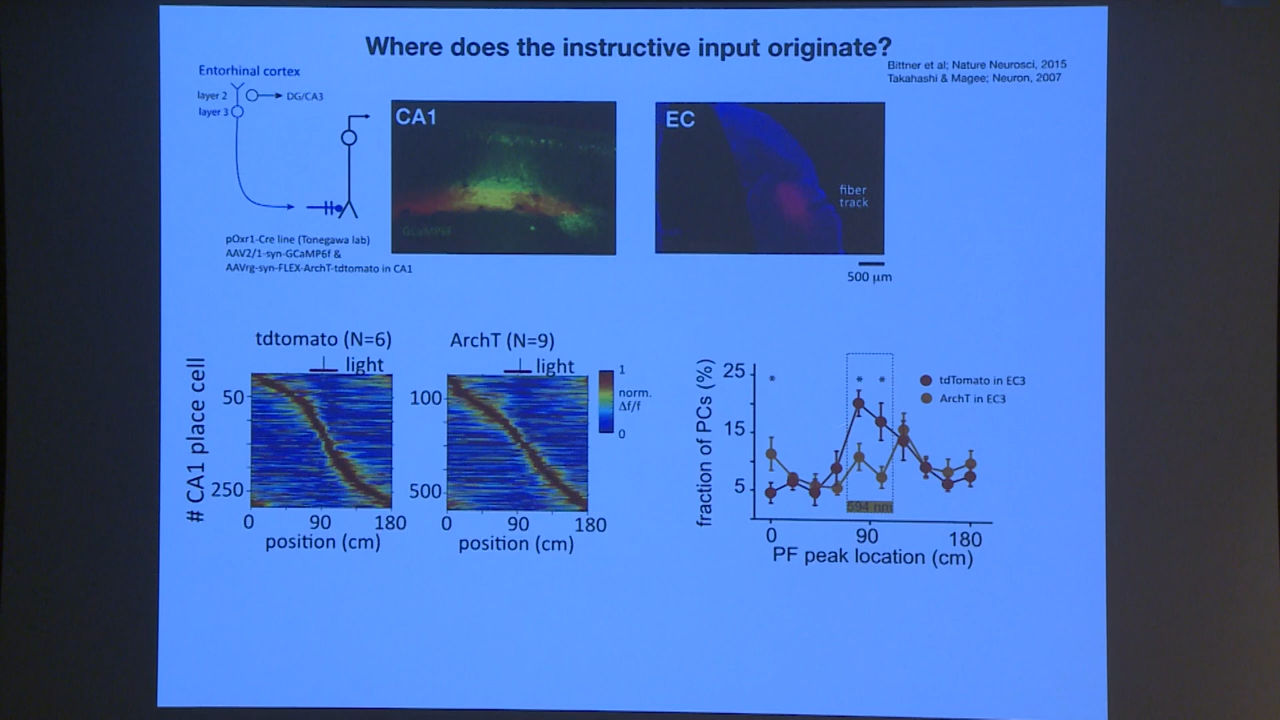 Where does the instructive input originate?
Bittner et al; Nature Neurosci, 2015
Takahashi & Magee; Neuron, 2007
Entorhinal cortex
layer 2
DG/CA3
layer 3
pOxr1-Cre line (Tonegawa lab)
AAV2/1-syn-GCaMP6f &
AAVrg-syn-FLEX-ArchT-tdtomato in CA1
CA1
GCaMP6f
EC
fiber
track
500 μm
tdtomato (N=6)
light
# CA1 place cell
50
250
0 90 180
position (cm)
ArchT (N=9)
light
100
500
0 90 180
position (cm)
1
norm.
Δf/f
0
fraction of PCs (%)
25
15
5
* * *
594 nm
0 90 180
PF peak location (cm)
tdTomato in EC3
ArchT in EC3